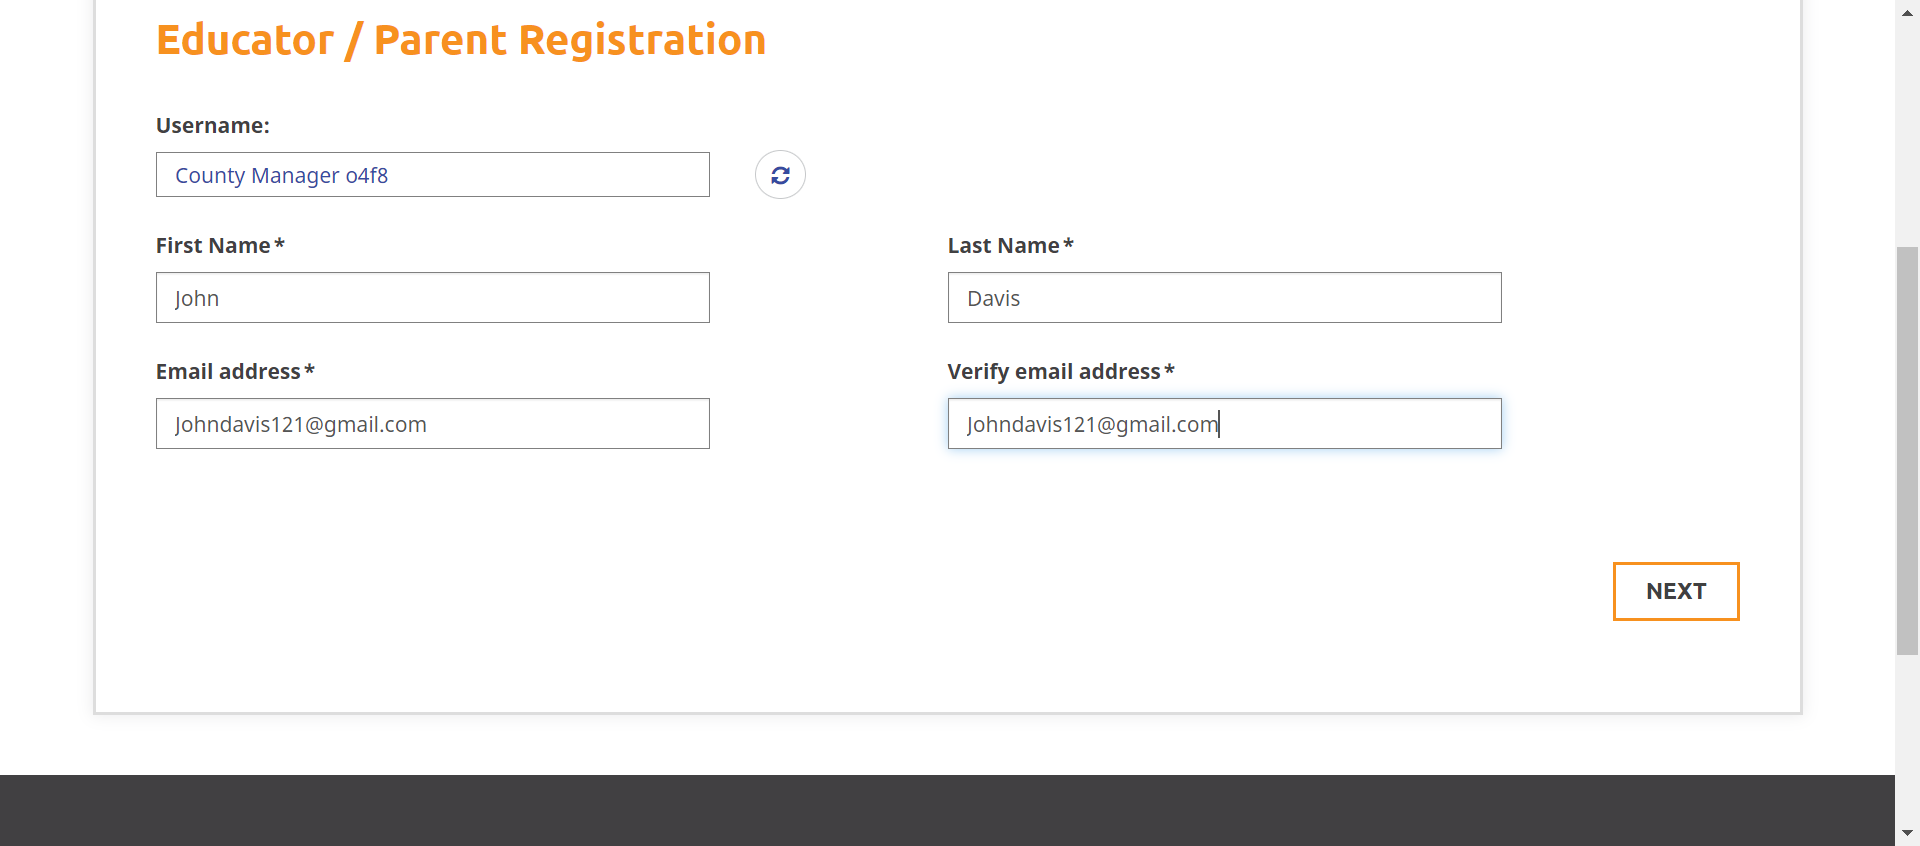 Educator / Parent Registration
Username:
County Manager o4f8
First Name*
Last Name*
John
Davis
Email address*
Verify email address*
Johndavis121@gmail.com
Johndavis121@gmail.com
NEXT